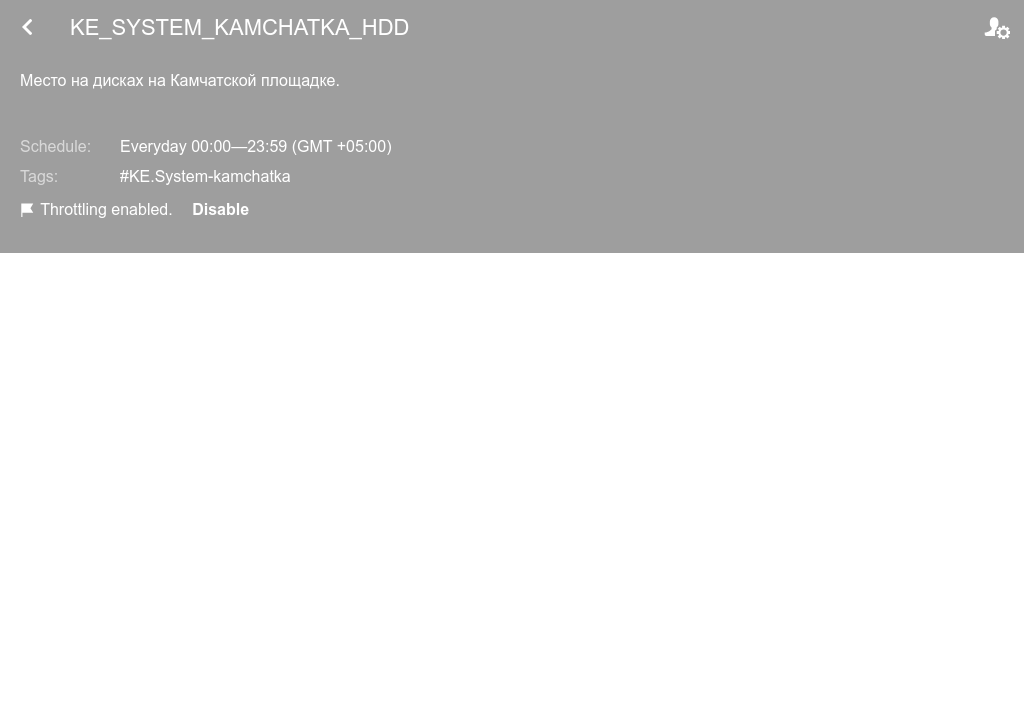 KE_SYSTEM_KAMCHATKA_HDD
Место на дисках на Камчатской площадке.
Schedule: Everyday 00:00—23:59 (GMT +05:00)
Tags: #KE.System-kamchatka
Throttling enabled. Disable